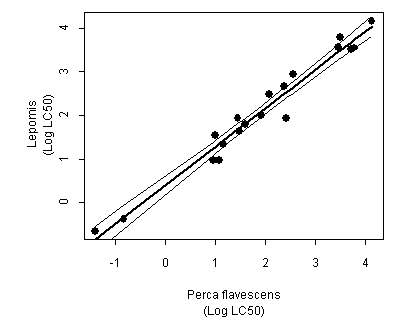 Lepomis
(Log LC50)
4
3
2
1
0
-1 0 1 2 3 4
Perca flavescens
(Log LC50)